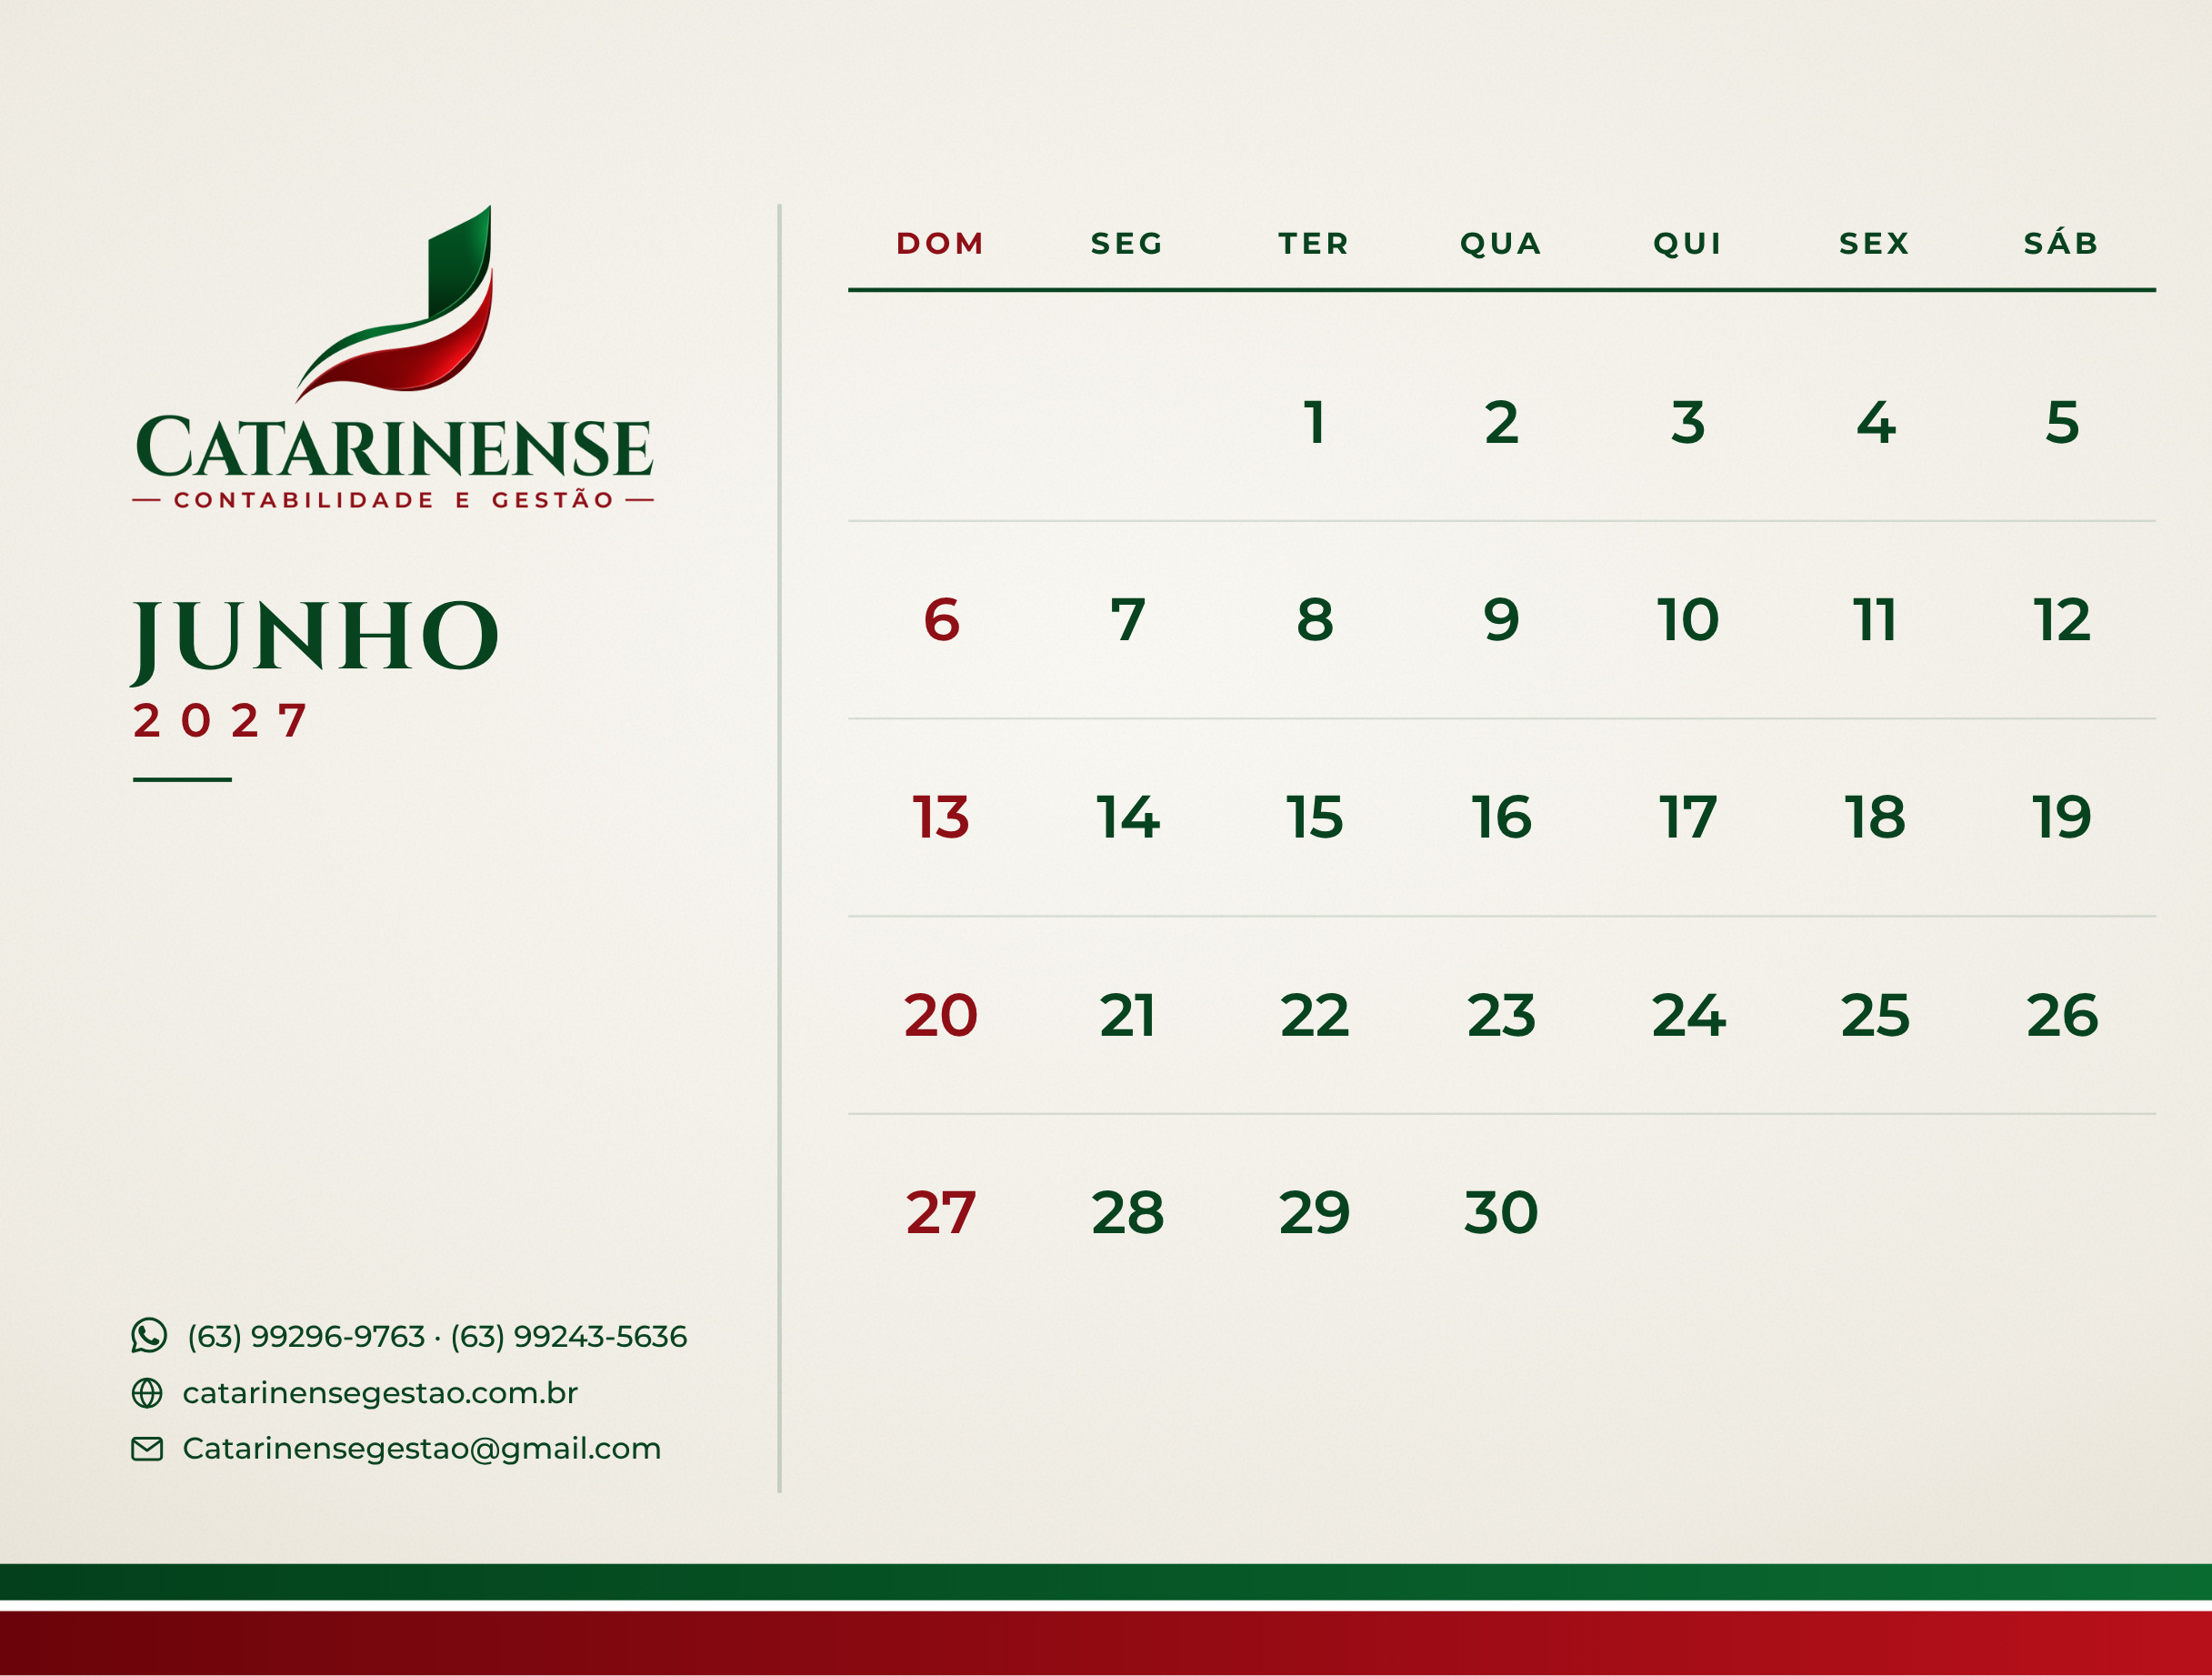 CATARINENSE
CONTABILIDADE E GESTÃO
JUNHO
2027
(63) 99296-9763 · (63) 99243-5636
catarinensegestao.com.br
Catarinensegestao@gmail.com
DOM SEG TER QUA QUI SEX SÁB
1 2 3 4 5
6 7 8 9 10 11 12
13 14 15 16 17 18 19
20 21 22 23 24 25 26
27 28 29 30